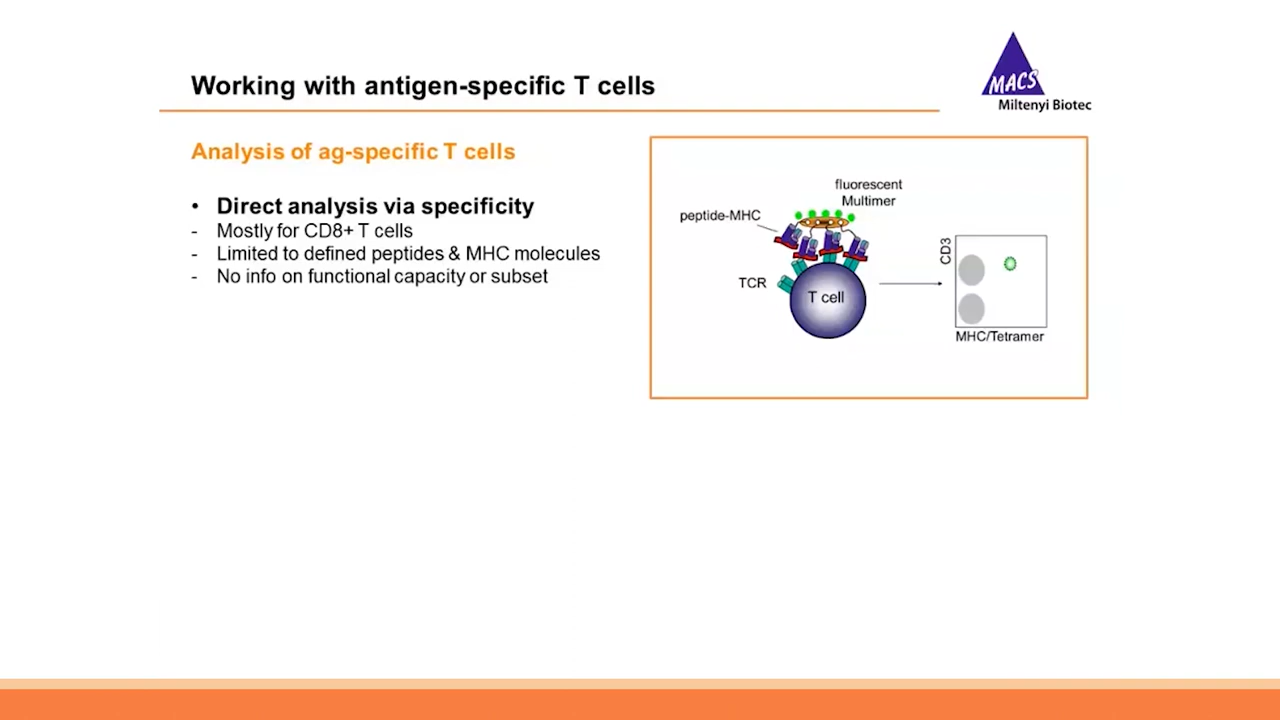 Working with antigen-specific T cells
MACS
Miltenyi Biotec
Analysis of ag-specific T cells
• Direct analysis via specificity
- Mostly for CD8+ T cells
- Limited to defined peptides & MHC molecules
- No info on functional capacity or subset
fluorescent
Multimer
peptide-MHC
TCR
T cell
CD3
MHC/Tetramer